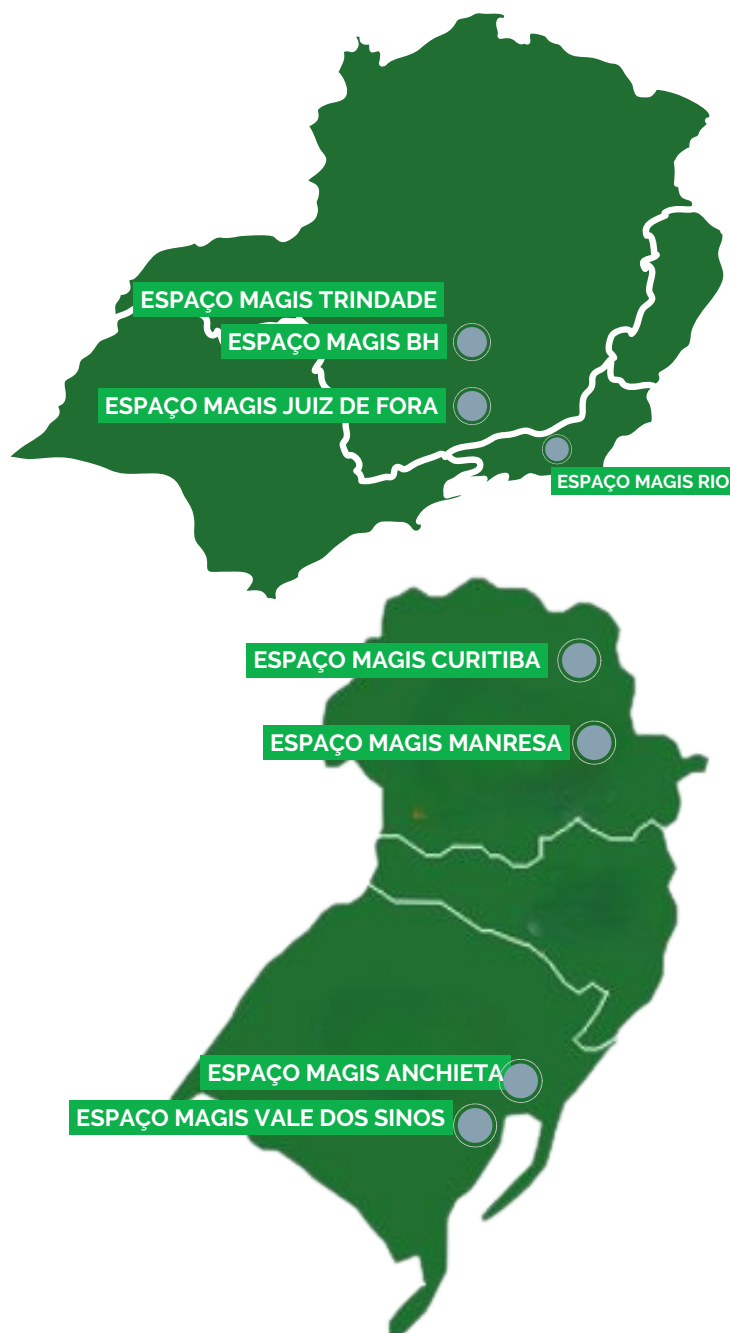 ESPAÇO MAGIS TRINDADE
ESPAÇO MAGIS BH
ESPAÇO MAGIS JUIZ DE FORA
ESPAÇO MAGIS RIO
ESPAÇO MAGIS CURITIBA
ESPAÇO MAGIS MANRESA
ESPAÇO MAGIS ANCHIETA
ESPAÇO MAGIS VALE DOS SINOS